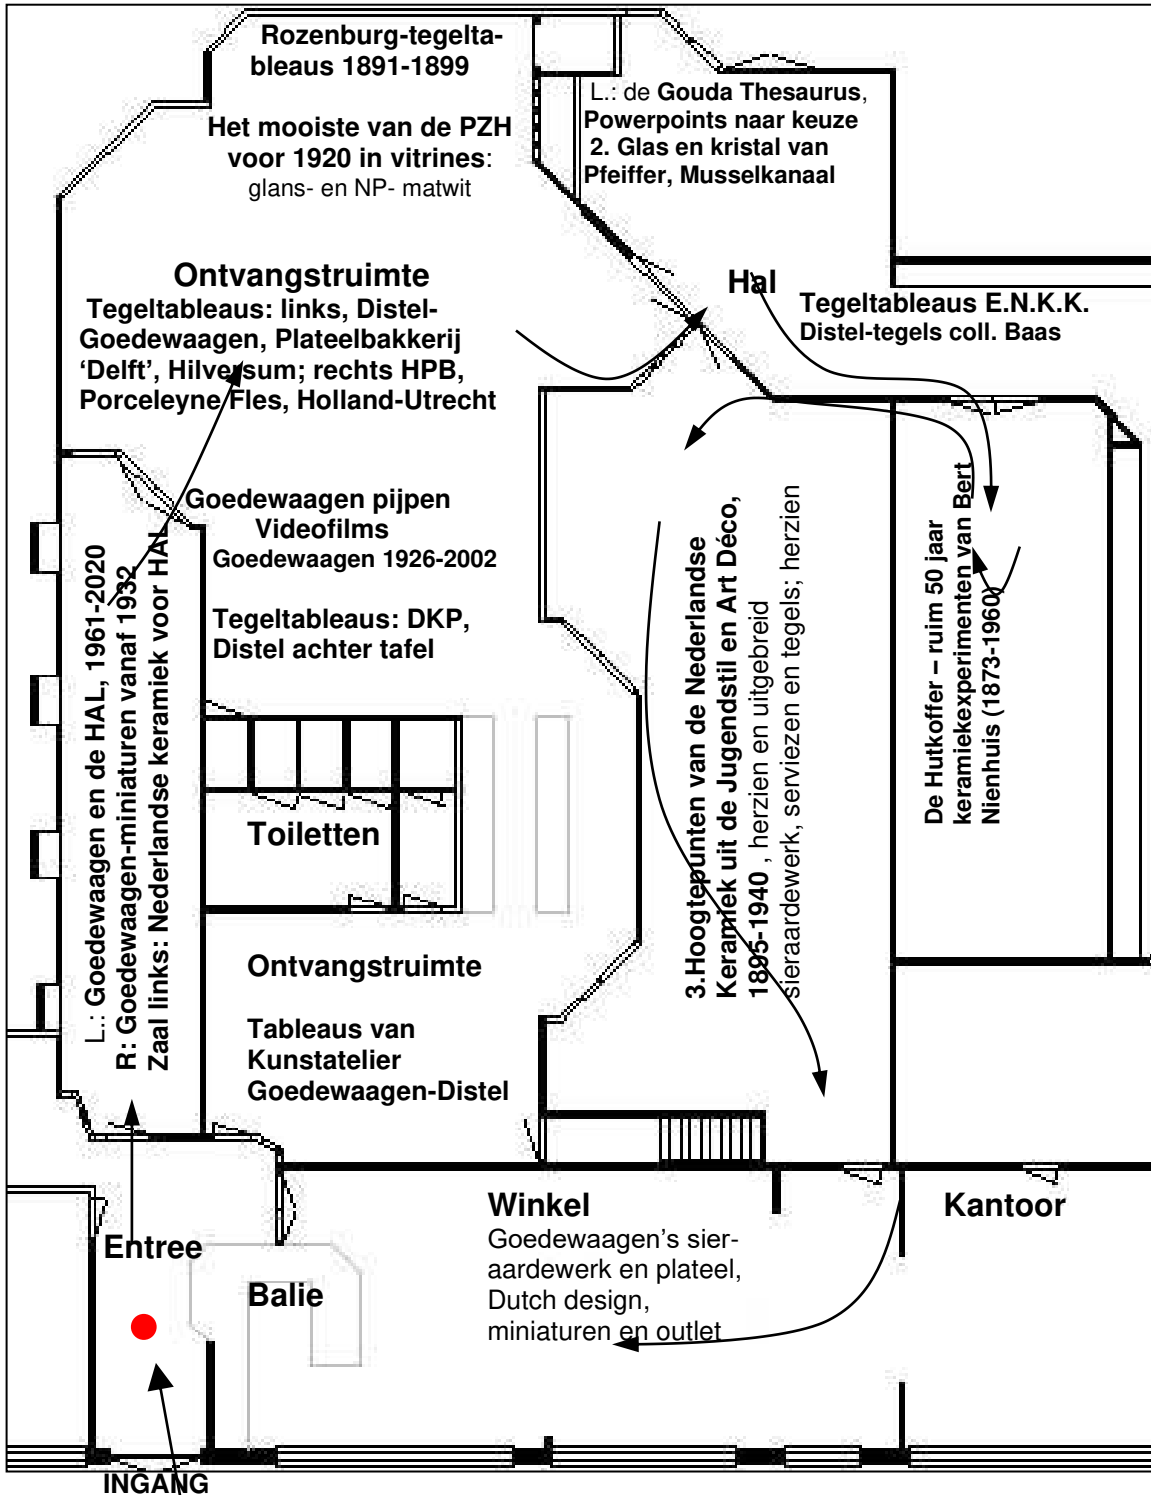 Rozenburg-tegelta-
bleaus 1891-1899
Het mooiste van de PZH
voor 1920 in vitrines:
glans- en NP- matwit
L.: de Gouda Thesaurus,
Powerpoints naar keuze
2. Glas en kristal van
Pfeiffer, Musselkanaal
Ontvangstruimte
Tegeltableaus: links, Distel-
Goedewaagen, Plateelbakkerij
‘Delft’, Hilversum; rechts HPB,
Porceleyne Fles, Holland-Utrecht
Hal
Tegeltableaus E.N.K.K.
Distel-tegels coll. Baas
Goedewaagen pijpen
Videofilms
Goedewaagen 1926-2002
Tegeltableaus: DKP,
Distel achter tafel
L.: Goedewaagen en de HAL, 1961-2020
R: Goedewaagen-miniaturen vanaf 1932
Zaal links: Nederlandse keramiek voor HAL
3.Hoogtepunten van de Nederlandse
Keramiek uit de Jugendstil en Art Déco,
1895-1940 , herzien en uitgebreid
sieraardewerk, serviezen en tegels; herzien
De Hutkoffer – ruim 50 jaar
keramiekexperimenten van Bert
Nienhuis (1873-1960)
Toiletten
Ontvangstruimte
Tableaus van
Kunstatelier
Goedewaagen-Distel
Winkel
Goedewaagen’s sier-
aardewerk en plateel,
Dutch design,
miniaturen en outlet
Kantoor
Entree
Balie
INGANG